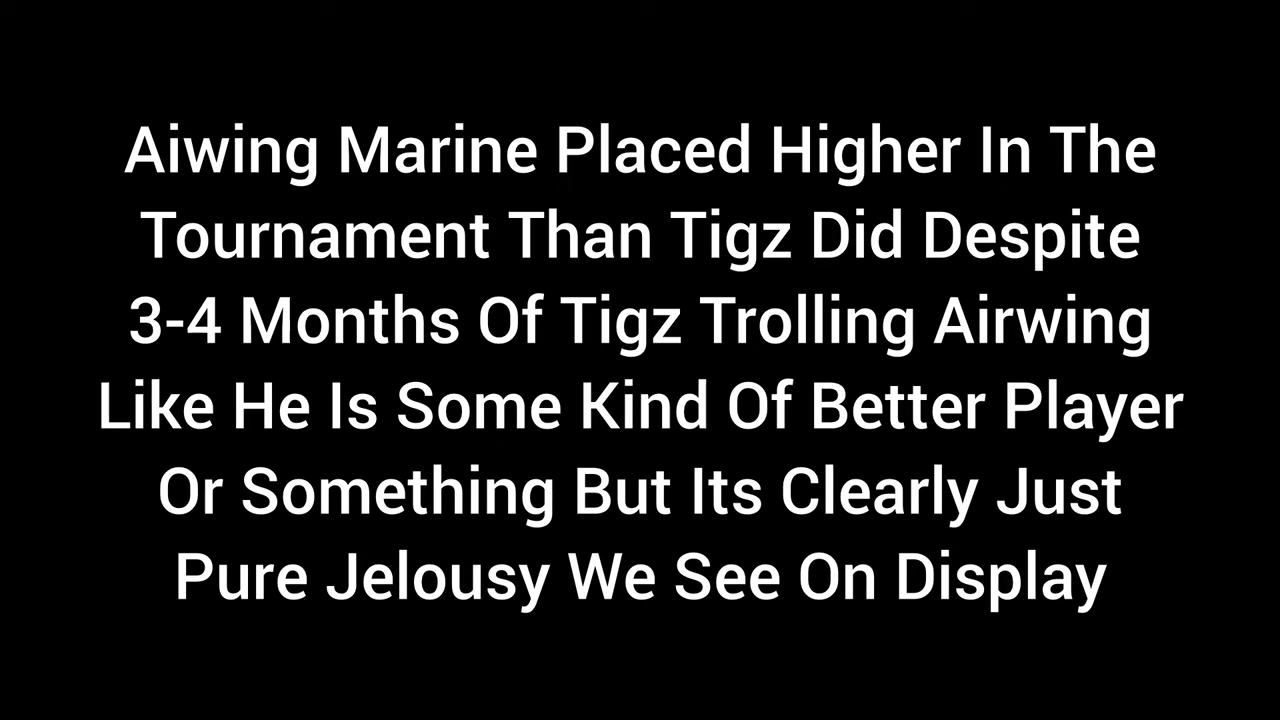 Aiwing Marine Placed Higher In The
Tournament Than Tigz Did Despite
3-4 Months Of Tigz Trolling Airwing
Like He Is Some Kind Of Better Player
Or Something But Its Clearly Just
Pure Jelousy We See On Display